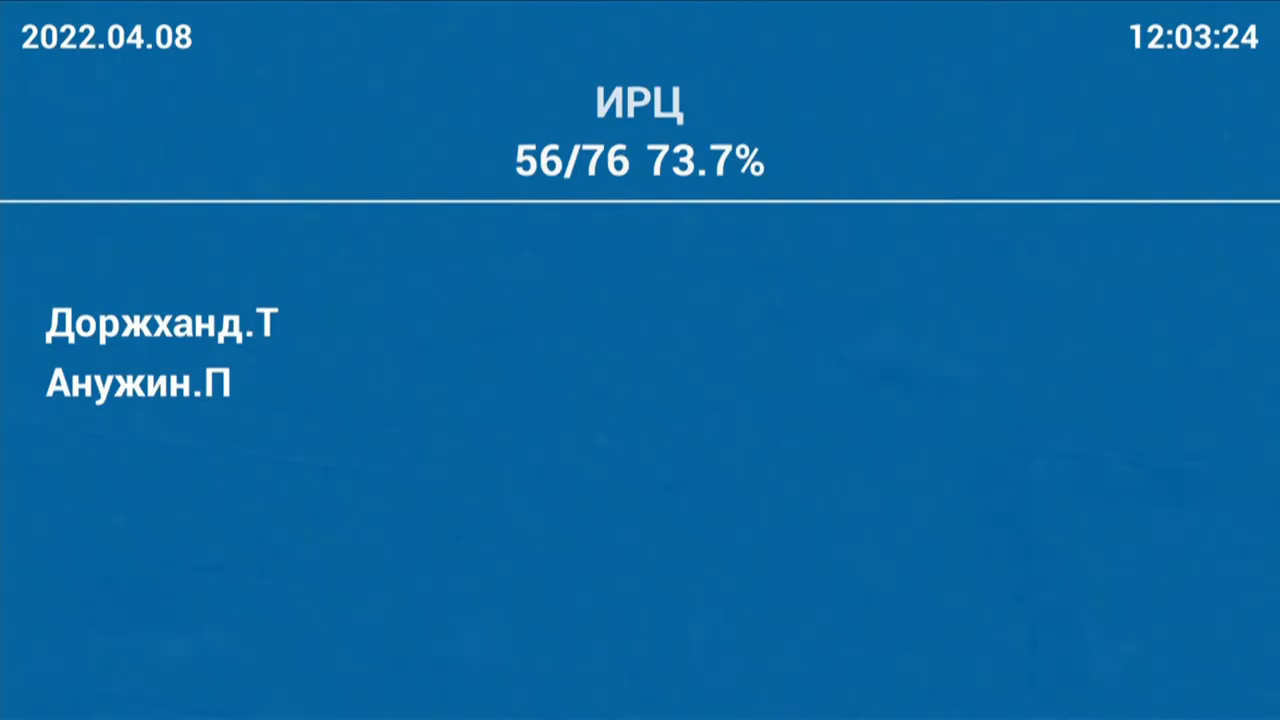 2022.04.08 12:03:24
ИРЦ
56/76 73.7%
Доржханд.Т
Анужин.П